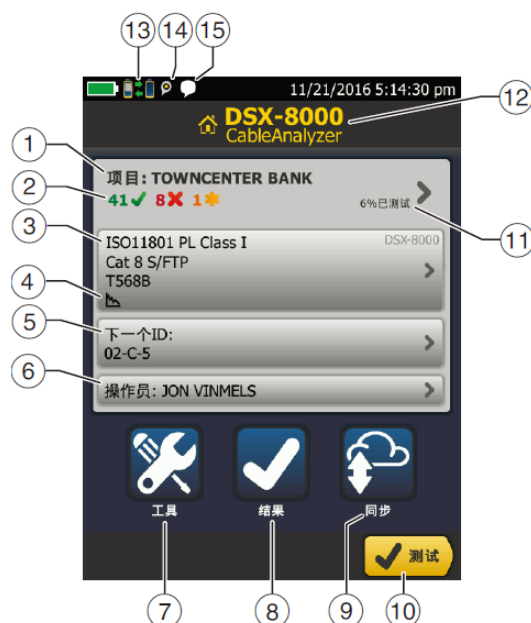 13 14 15
11/21/2016 5:14:30 pm
DSX-8000
CableAnalyzer
12
1
项目: TOWNCENTER BANK
2
41 8 1
6%已测试
11
3
ISO11801 PL Class I
DSX-8000
Cat 8 S/FTP
T568B
4
5
下一个ID:
02-C-5
6
操作员: JON VINMELS
工具 结果 同步
测试
7 8 9 10